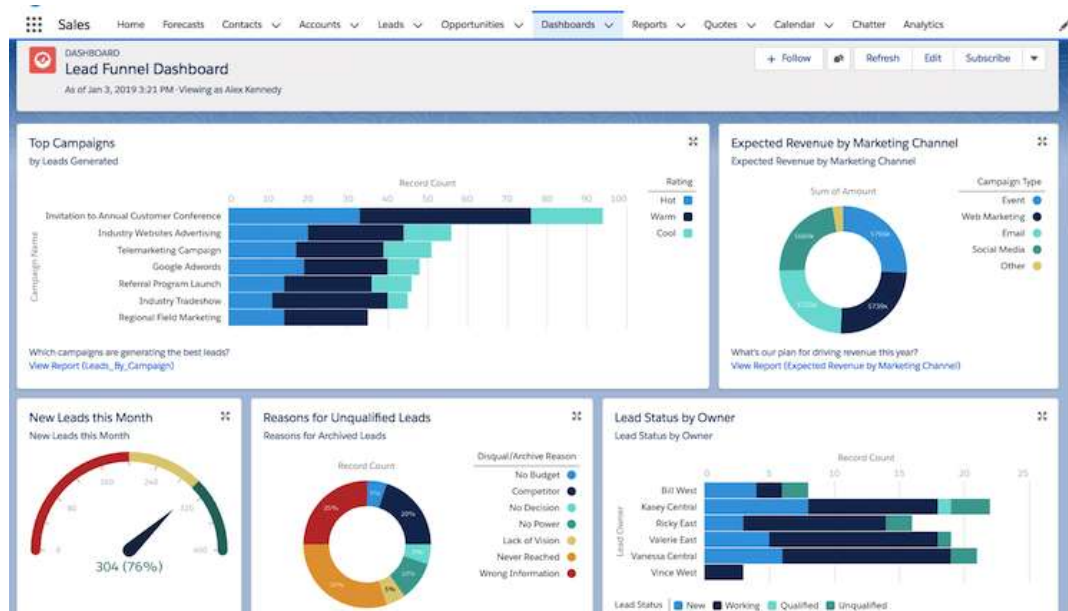 Sales Home Forecasts Contacts Accounts Leads Opportunities Dashboards Reports Quotes Calendar Chatter Analytics
DASHBOARD
Lead Funnel Dashboard
As of Jan 3, 2019 3:21 PM·Viewing as Alex Kennedy
+ Follow Refresh Edit Subscribe
Top Campaigns
by Leads Generated
Record Count
0 10 20 30 40 50 60 70 80 90 100
Campaign Name
Invitation to Annual Customer Conference
Industry Websites Advertising
Telemarketing Campaign
Google Adwords
Referral Program Launch
Industry Tradeshow
Regional Field Marketing
Rating
Hot
Warm
Cool
Which campaigns are generating the best leads?
View Report (Leads_By_Campaign)
Expected Revenue by Marketing Channel
Expected Revenue by Marketing Channel
Sum of Amount
$739k
Campaign Type
Event
Web Marketing
Email
Social Media
Other
What's our plan for driving revenue this year?
View Report (Expected Revenue by Marketing Channel)
New Leads this Month
New Leads this Month
0 80 160 240 320 400
304 (76%)
Reasons for Unqualified Leads
Reasons for Archived Leads
Record Count
20%
5%
Disqual/Archive Reason
No Budget
Competitor
No Decision
No Power
Lack of Vision
Never Reached
Wrong Information
Lead Status by Owner
Lead Status by Owner
Record Count
0 5 10 15 20 25
Lead Owner
Bill West
Kasey Central
Ricky East
Valerie East
Vanessa Central
Vince West
Lead Status New Working Qualified Unqualified